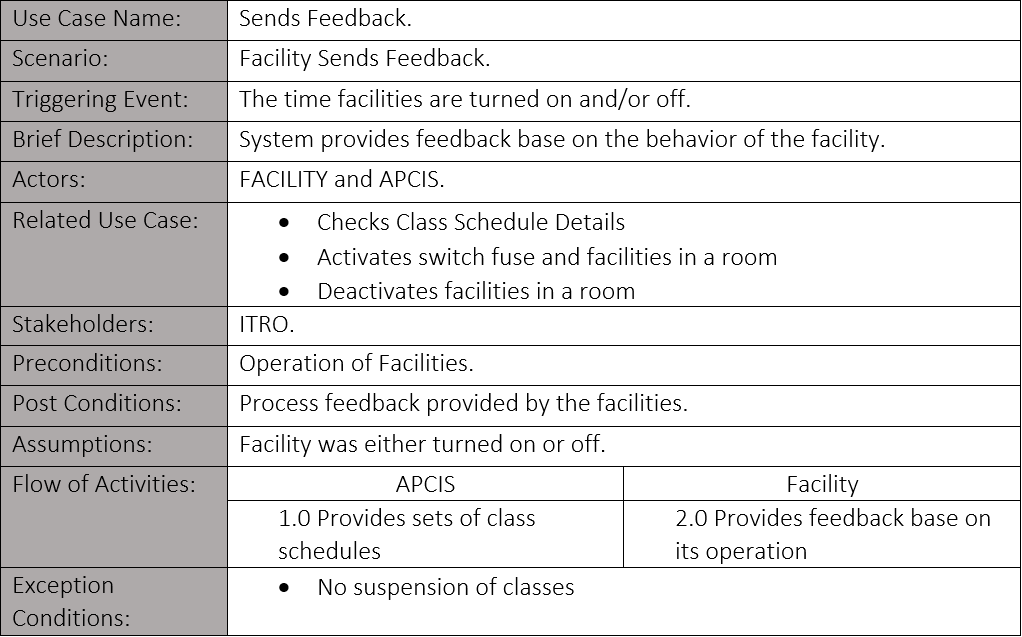 Use Case Name: Sends Feedback.
Scenario: Facility Sends Feedback.
Triggering Event: The time facilities are turned on and/or off.
Brief Description: System provides feedback base on the behavior of the facility.
Actors: FACILITY and APCIS.
Related Use Case: • Checks Class Schedule Details
• Activates switch fuse and facilities in a room
• Deactivates facilities in a room
Stakeholders: ITRO.
Preconditions: Operation of Facilities.
Post Conditions: Process feedback provided by the facilities.
Assumptions: Facility was either turned on or off.
Flow of Activities: APCIS Facility
1.0 Provides sets of class
schedules
2.0 Provides feedback base on
its operation
Exception
Conditions:
• No suspension of classes